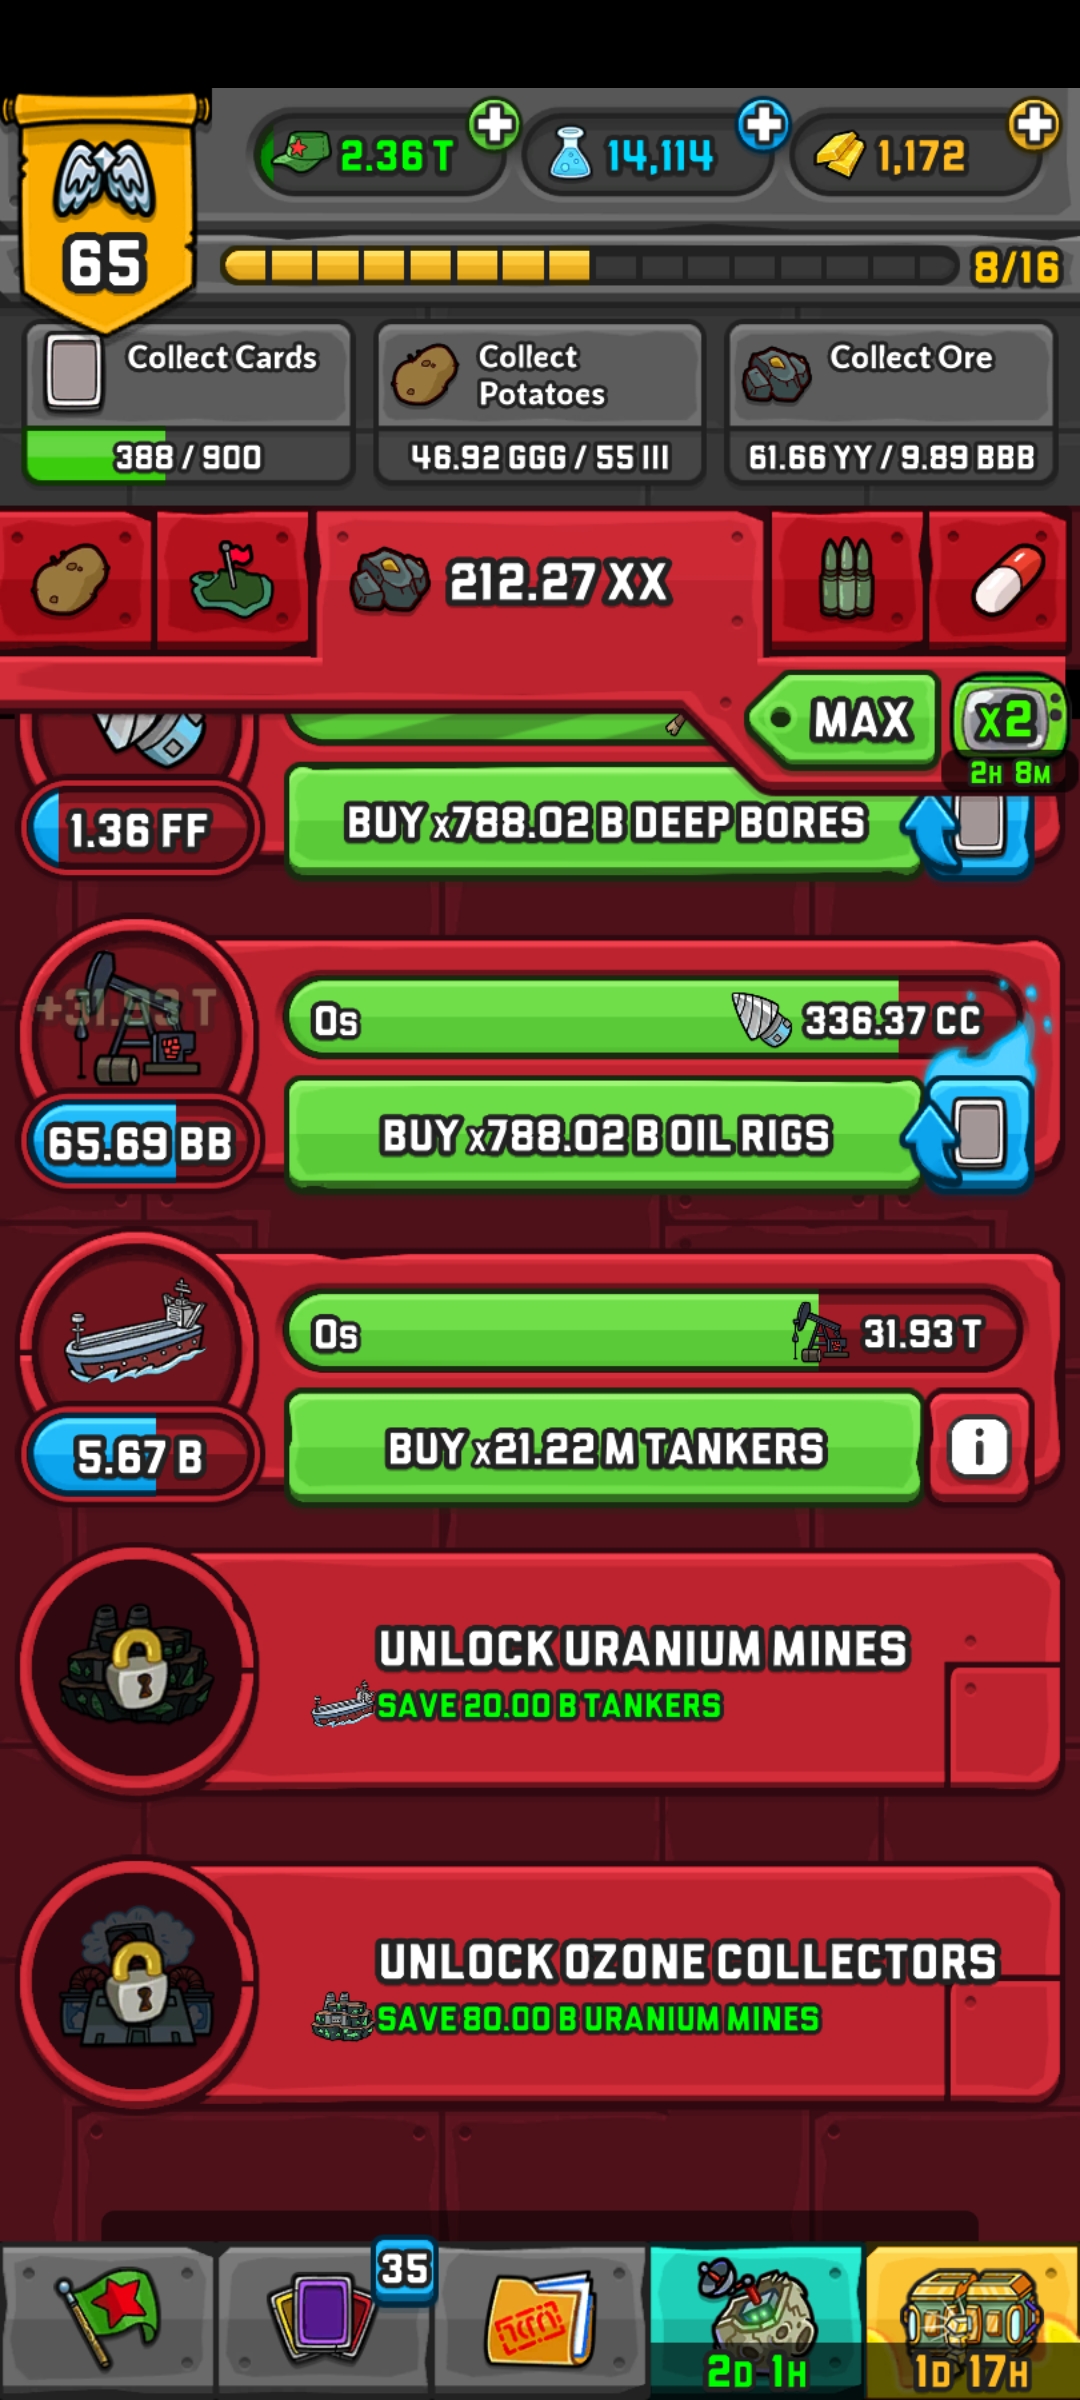 2.36 T
14,114
1,172
65
8/16
Collect Cards
388 / 900
Collect
Potatoes
46.92 GGG / 55 III
Collect Ore
61.66 YY / 9.89 BBB
212.27 XX
MAX
x2
2H 8M
1.36 FF
BUY x788.02 B DEEP BORES
+31.93 T
0s
336.37 CC
65.69 BB
BUY x788.02 B OIL RIGS
0s
31.93 T
5.67 B
BUY x21.22 M TANKERS
i
UNLOCK URANIUM MINES
SAVE 20.00 B TANKERS
UNLOCK OZONE COLLECTORS
SAVE 80.00 B URANIUM MINES
35
2D 1H
1D 17H